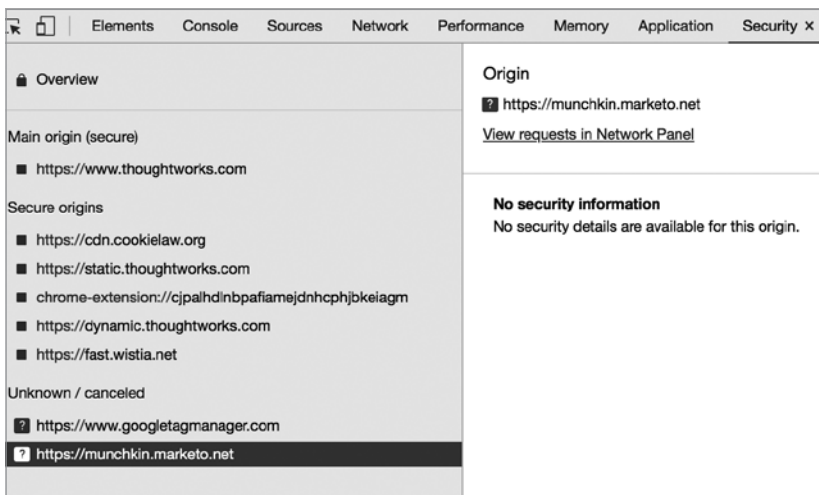 Elements Console Sources Network Performance Memory Application Security ×
Overview
Main origin (secure)
https://www.thoughtworks.com
Secure origins
https://cdn.cookielaw.org
https://static.thoughtworks.com
chrome-extension://cjpalhdlnbpafiamejdnhcphjbkeiagm
https://dynamic.thoughtworks.com
https://fast.wistia.net
Unknown / canceled
? https://www.googletagmanager.com
? https://munchkin.marketo.net
Origin
? https://munchkin.marketo.net
View requests in Network Panel
No security information
No security details are available for this origin.